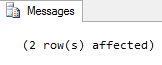 Messages
(2 row(s) affected)